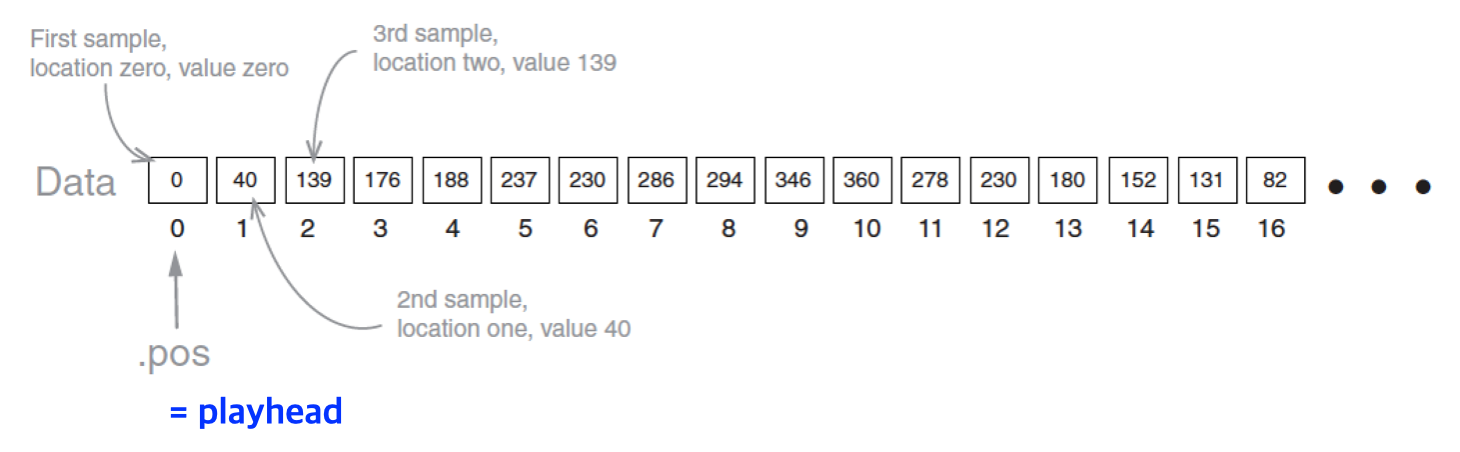 First sample,
location zero, value zero
3rd sample,
location two, value 139
Data 0 40 139 176 188 237 230 286 294 346 360 278 230 180 152 131 82 • • •
0 1 2 3 4 5 6 7 8 9 10 11 12 13 14 15 16
2nd sample,
location one, value 40
.pos
= playhead